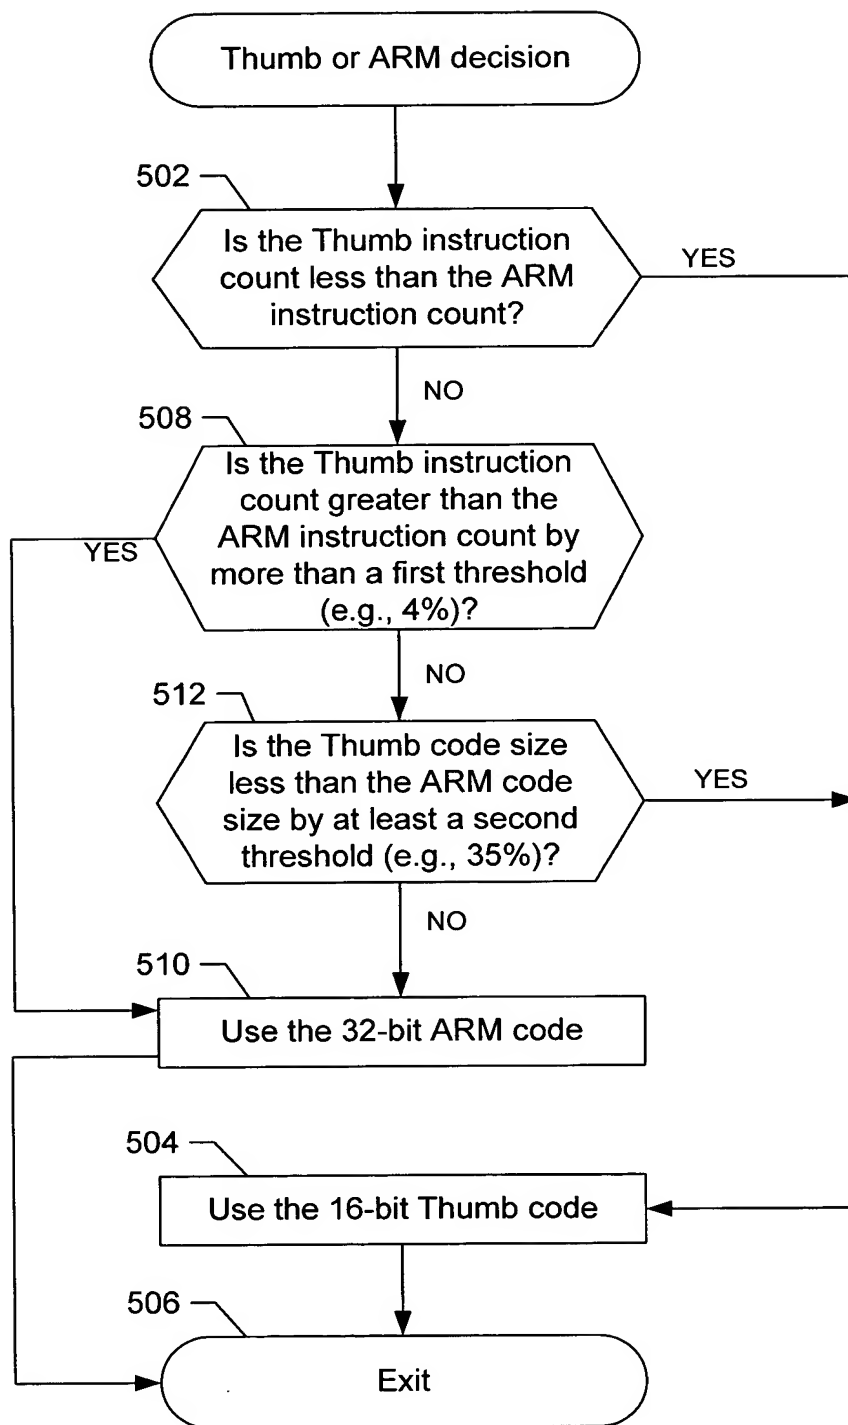 Thumb or ARM decision
502
Is the Thumb instruction
count less than the ARM
instruction count?
YES
NO
508
Is the Thumb instruction
count greater than the
ARM instruction count by
more than a first threshold
(e.g., 4%)?
YES
NO
512
Is the Thumb code size
less than the ARM code
size by at least a second
threshold (e.g., 35%)?
YES
NO
510
Use the 32-bit ARM code
504
Use the 16-bit Thumb code
506
Exit